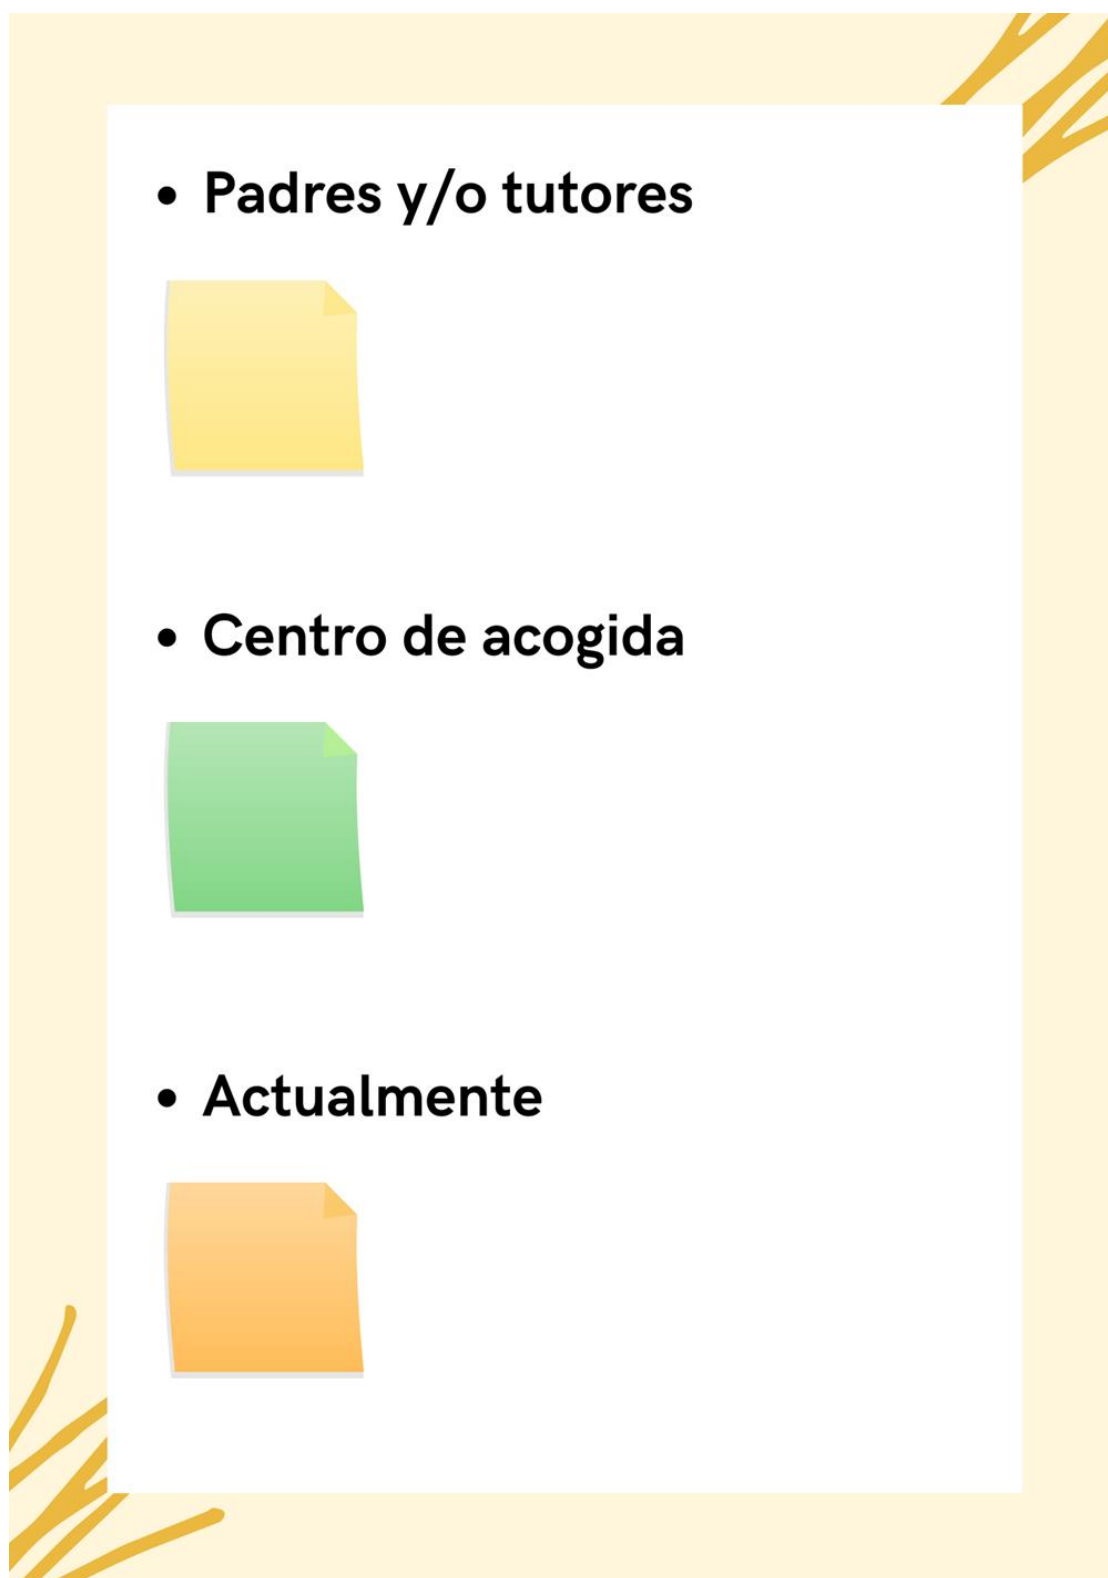 • Padres y/o tutores
• Centro de acogida
• Actualmente